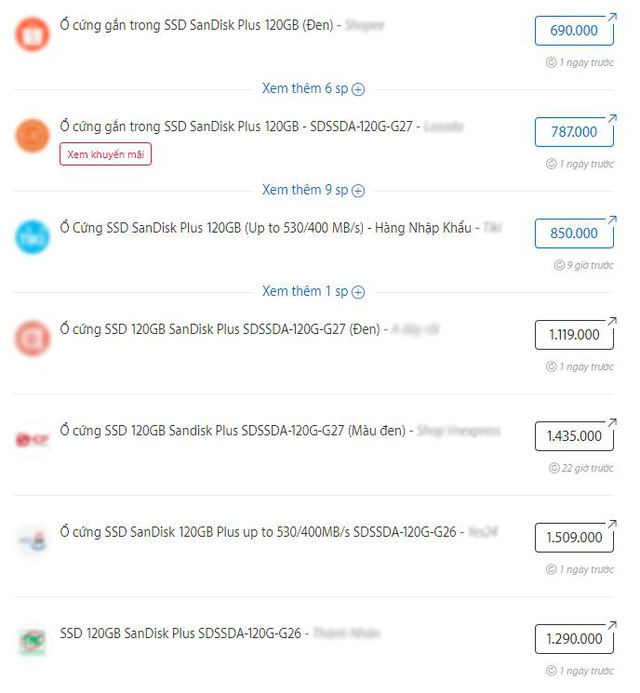 Ổ cứng gắn trong SSD SanDisk Plus 120GB (Đen) - Shopee
690.000
1 ngày trước
Xem thêm 6 sp
Ổ cứng gắn trong SSD SanDisk Plus 120GB - SDSSDA-120G-G27 - Lazada
787.000
Xem khuyến mãi
1 ngày trước
Xem thêm 9 sp
Ổ Cứng SSD SanDisk Plus 120GB (Up to 530/400 MB/s) - Hàng Nhập Khẩu - Tiki
850.000
9 giờ trước
Xem thêm 1 sp
Ổ cứng SSD 120GB SanDisk Plus SDSSDA-120G-G27 (Đen) -
1.119.000
1 ngày trước
Ổ cứng SSD 120GB Sandisk Plus SDSSDA-120G-G27 (Màu đen) - Shop Vnexpress
1.435.000
22 giờ trước
Ổ cứng SSD SanDisk 120GB Plus up to 530/400MB/s SDSSDA-120G-G26 - Yes24
1.509.000
1 ngày trước
SSD 120GB SanDisk Plus SDSSDA-120G-G26 - Thành Nhân
1.290.000
1 ngày trước